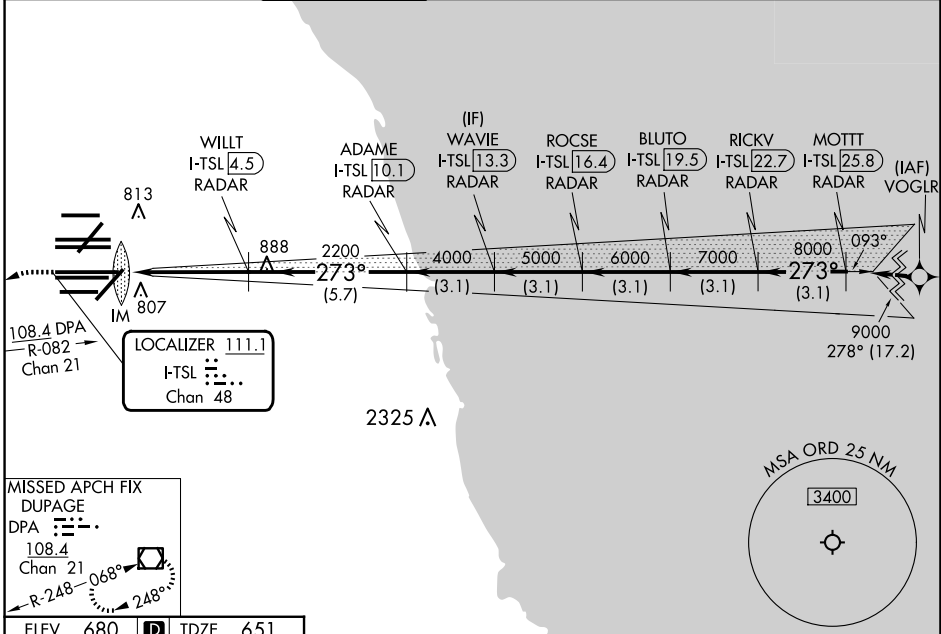 WILLT
I-TSL 4.5
RADAR
ADAME
I-TSL 10.1
RADAR
(IF)
WAVIE
I-TSL 13.3
RADAR
ROCSE
I-TSL 16.4
RADAR
BLUTO
I-TSL 19.5
RADAR
RICKV
I-TSL 22.7
RADAR
MOTTT
I-TSL 25.8
RADAR
(IAF)
VOGLR
813
888
2200
4000
5000
6000
7000
8000
093°
273°
273°
(5.7)
(3.1)
(3.1)
(3.1)
(3.1)
(3.1)
IM
807
9000
278° (17.2)
108.4 DPA
R-082
Chan 21
LOCALIZER 111.1
I-TSL
Chan 48
2325
MSA ORD 25 NM
3400
MISSED APCH FIX
DUPAGE
DPA
108.4
Chan 21
R-248
068°
248°
ELEV 680 D TDZE 651